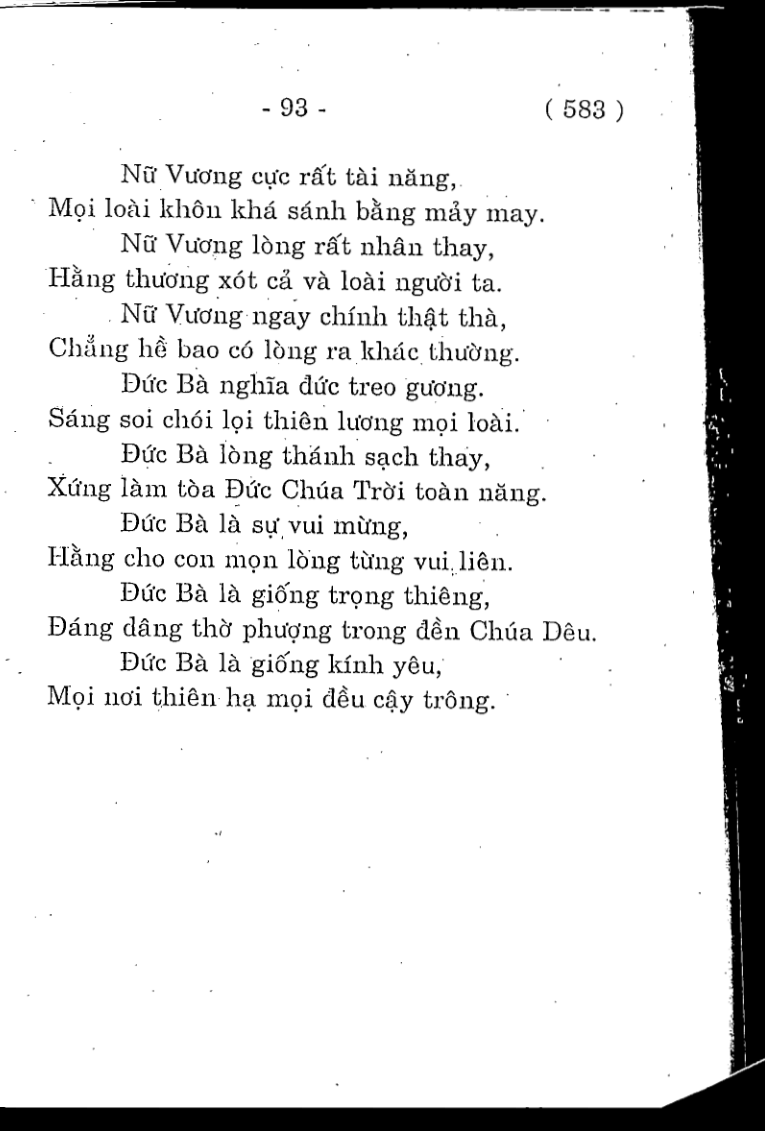 - 93 - ( 583 )
Nữ Vương cực rất tài năng,
Mọi loài khôn khá sánh bằng mảy may.
Nữ Vương lòng rất nhân thay,
Hằng thương xót cả và loài người ta.
Nữ Vương ngay chính thật thà,
Chẳng hề bao có lòng ra khác thường.
Đức Bà nghĩa đức treo gương.
Sáng soi chói lọi thiên lương mọi loài.
Đức Bà lòng thánh sạch thay,
Xứng làm tòa Đức Chúa Trời toàn năng.
Đức Bà là sự vui mừng,
Hằng cho con mọn lòng từng vui liên.
Đức Bà là giống trọng thiêng,
Đáng dâng thờ phượng trong đền Chúa Dêu.
Đức Bà là giống kính yêu,
Mọi nơi thiên hạ mọi đều cậy trông.